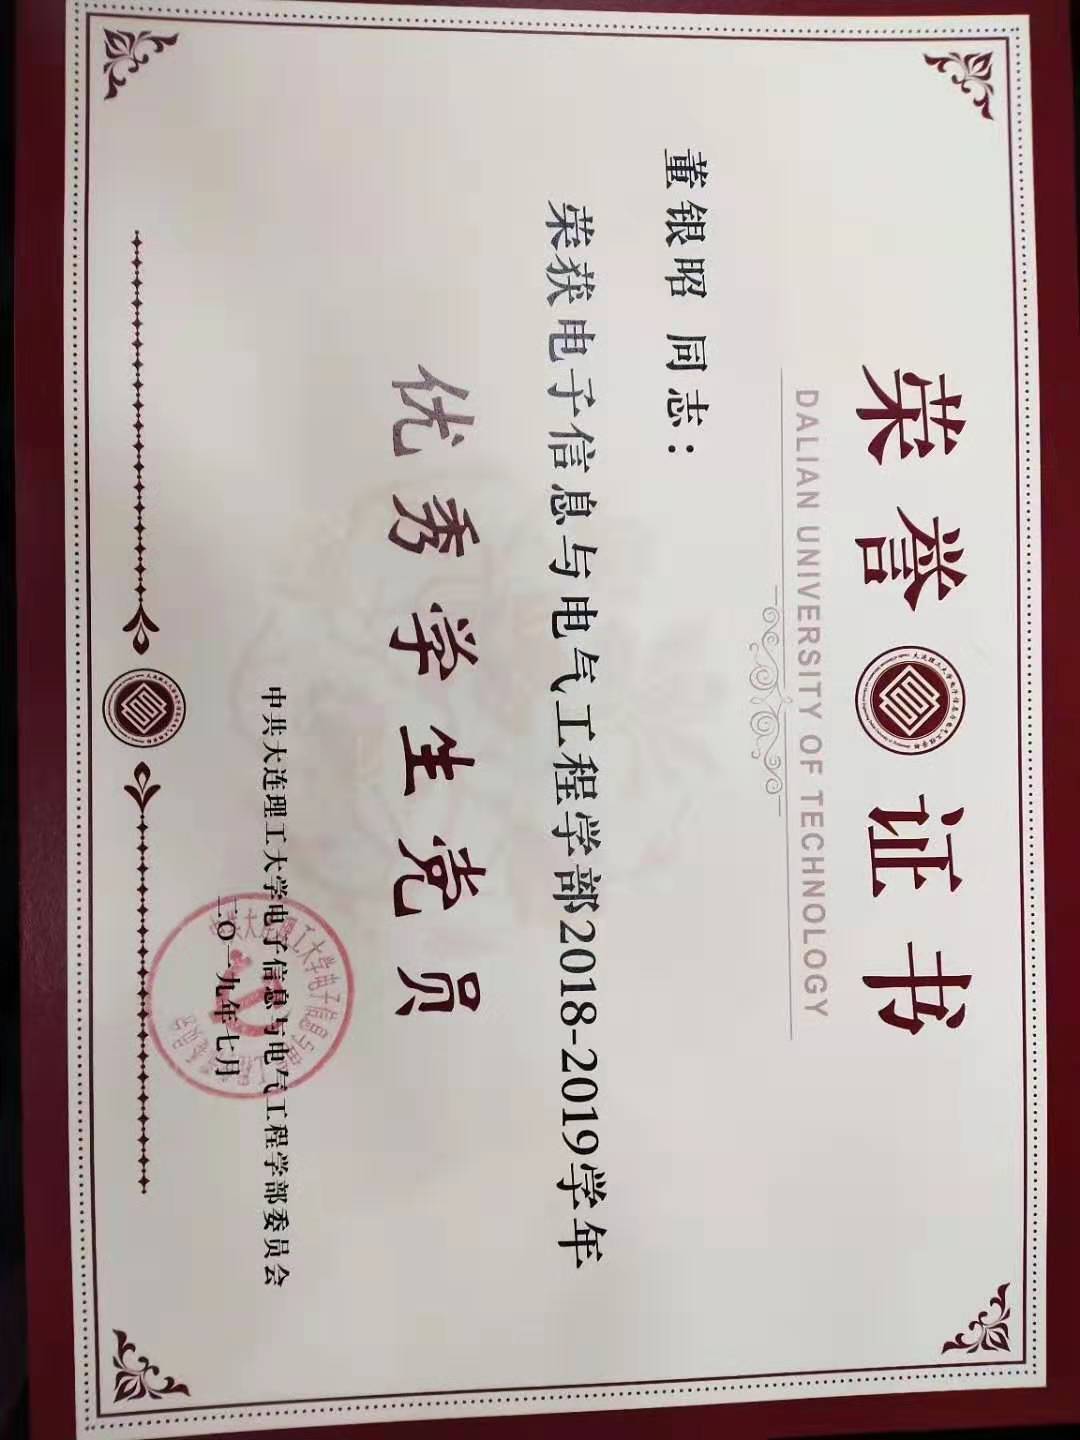 荣誉证书
DALIAN UNIVERSITY OF TECHNOLOGY
董银昭 同志：
荣获电子信息与电气工程学部2018-2019学年
优秀学生党员
中共大连理工大学电子信息与电气工程学部委员会
二〇一九年七月